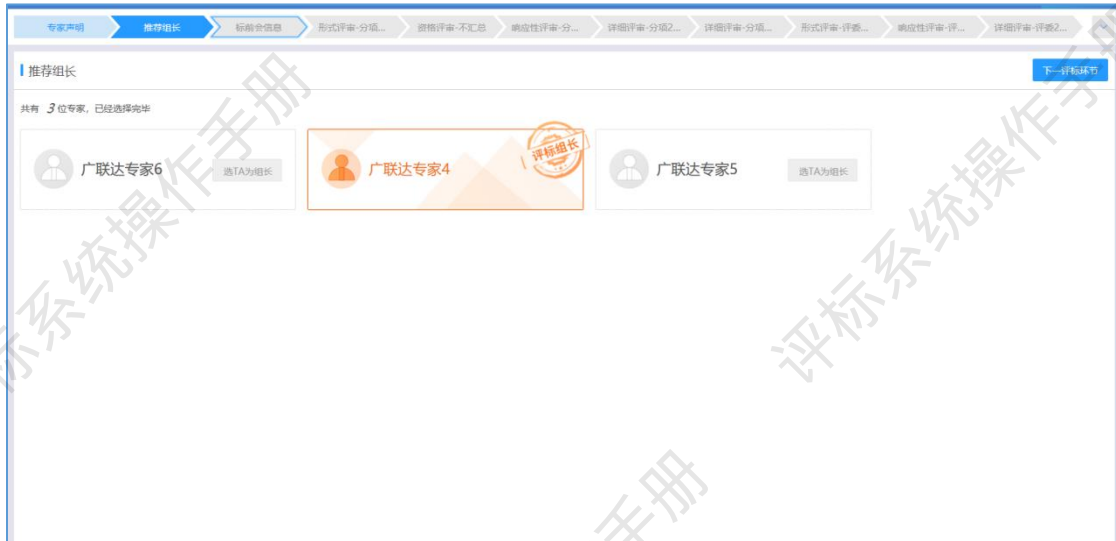 专家声明
推荐组长
标前会信息
形式评审-分项...
资格评审-不汇总
响应性评审-分...
详细评审-分项2...
详细评审-分项...
形式评审-评委...
响应性评审-评...
详细评审-评委2...
推荐组长
下一评标环节
共有 3 位专家，已经选择完毕
广联达专家6
选TA为组长
广联达专家4
评标组长
广联达专家5
选TA为组长
评标系统操作手册
标系统操作手册
手册